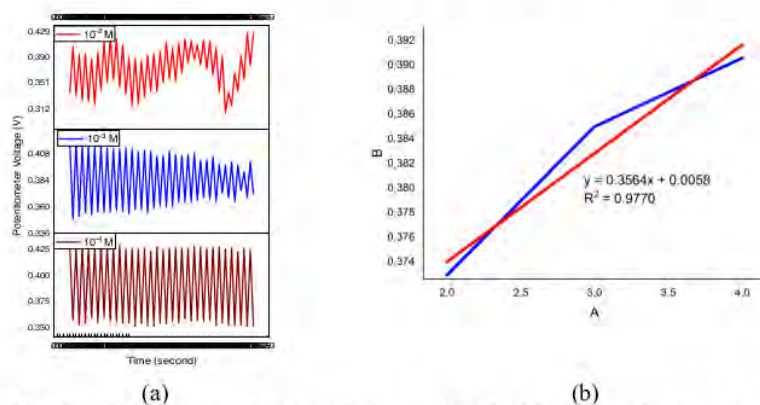 0.429
10⁻² M
0.390
0.351
0.312
Potentiometer Voltage (V)
10⁻³ M
0.408
0.384
0.360
0.336
0.425
0.400
0.375
0.350
Time (second)
(a)
0,392
0,390
0,388
0,386
0,384
0,382
0,380
0,378
0,376
0,374
B
y = 0.3564x + 0.0058
R² = 0.9770
2.0 2.5 3.0 3.5 4.0
A
(b)